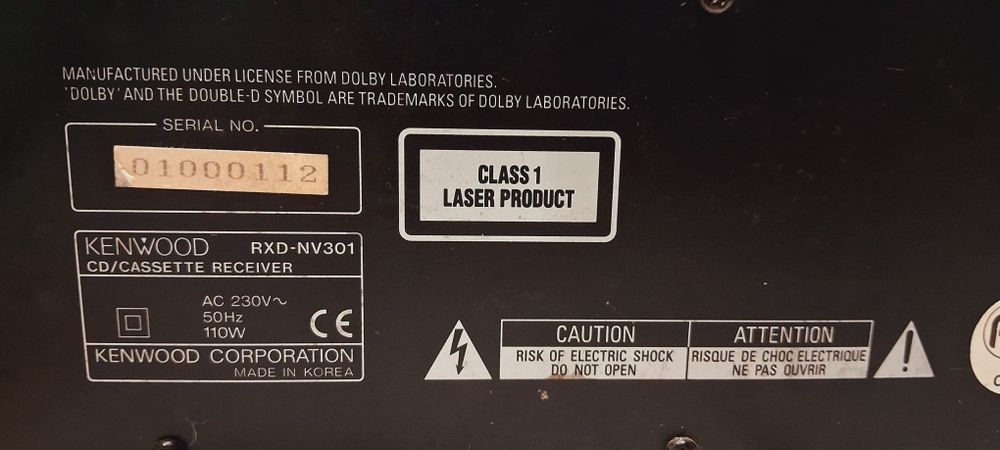 MANUFACTURED UNDER LICENSE FROM DOLBY LABORATORIES.
'DOLBY' AND THE DOUBLE-D SYMBOL ARE TRADEMARKS OF DOLBY LABORATORIES.
SERIAL NO.
01000112
CLASS 1
LASER PRODUCT
KENWOOD RXD-NV301
CD/CASSETTE RECEIVER
AC 230V~
50Hz
110W
CE
KENWOOD CORPORATION
MADE IN KOREA
CAUTION
RISK OF ELECTRIC SHOCK
DO NOT OPEN
ATTENTION
RISQUE DE CHOC ELECTRIQUE
NE PAS OUVRIR